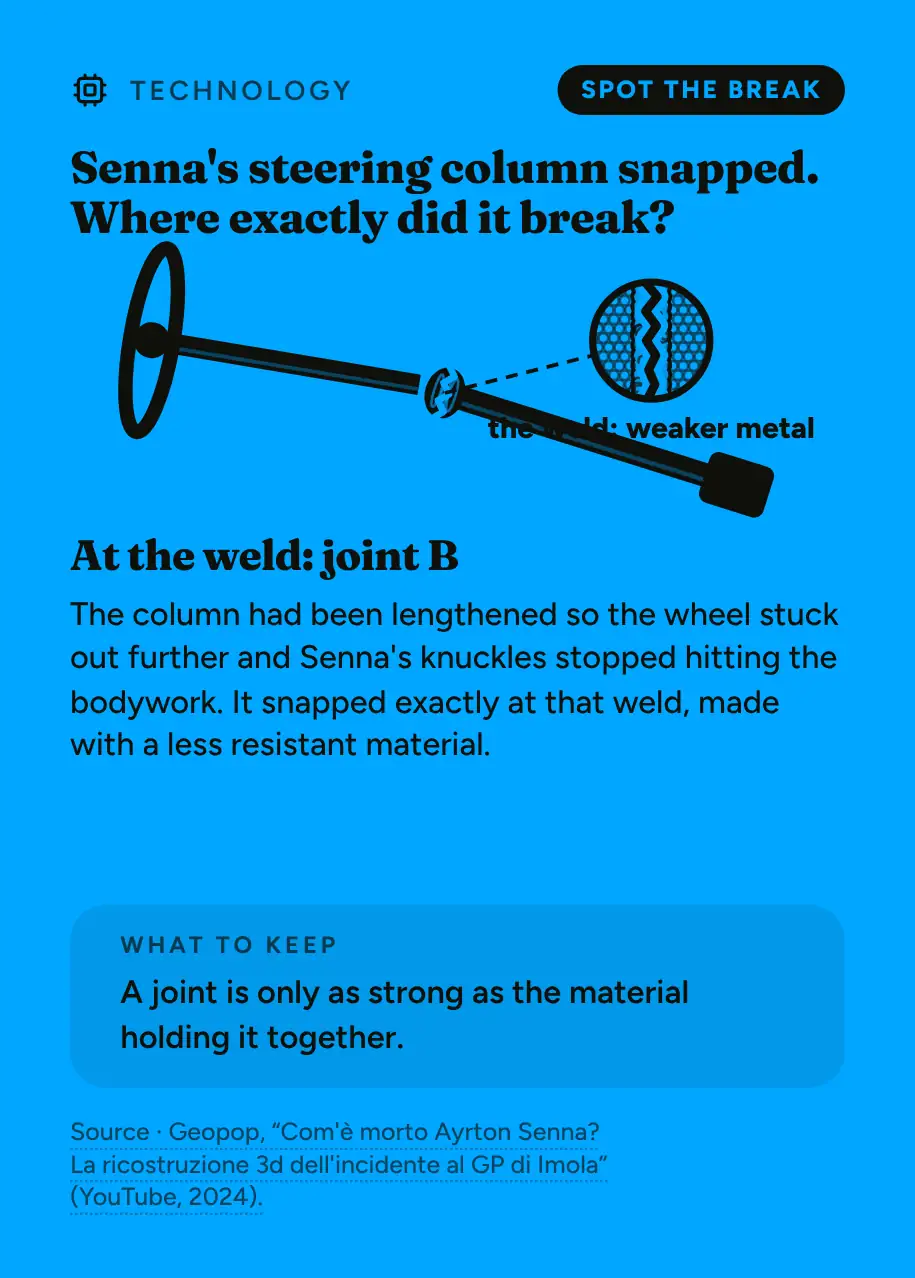 TECHNOLOGY
SPOT THE BREAK
Senna's steering column snapped.
Where exactly did it break?
the weld: weaker metal
At the weld: joint B
The column had been lengthened so the wheel stuck
out further and Senna's knuckles stopped hitting the
bodywork. It snapped exactly at that weld, made
with a less resistant material.
WHAT TO KEEP
A joint is only as strong as the material
holding it together.
Source · Geopop, “Com'è morto Ayrton Senna?
La ricostruzione 3d dell'incidente al GP di Imola”
(YouTube, 2024).